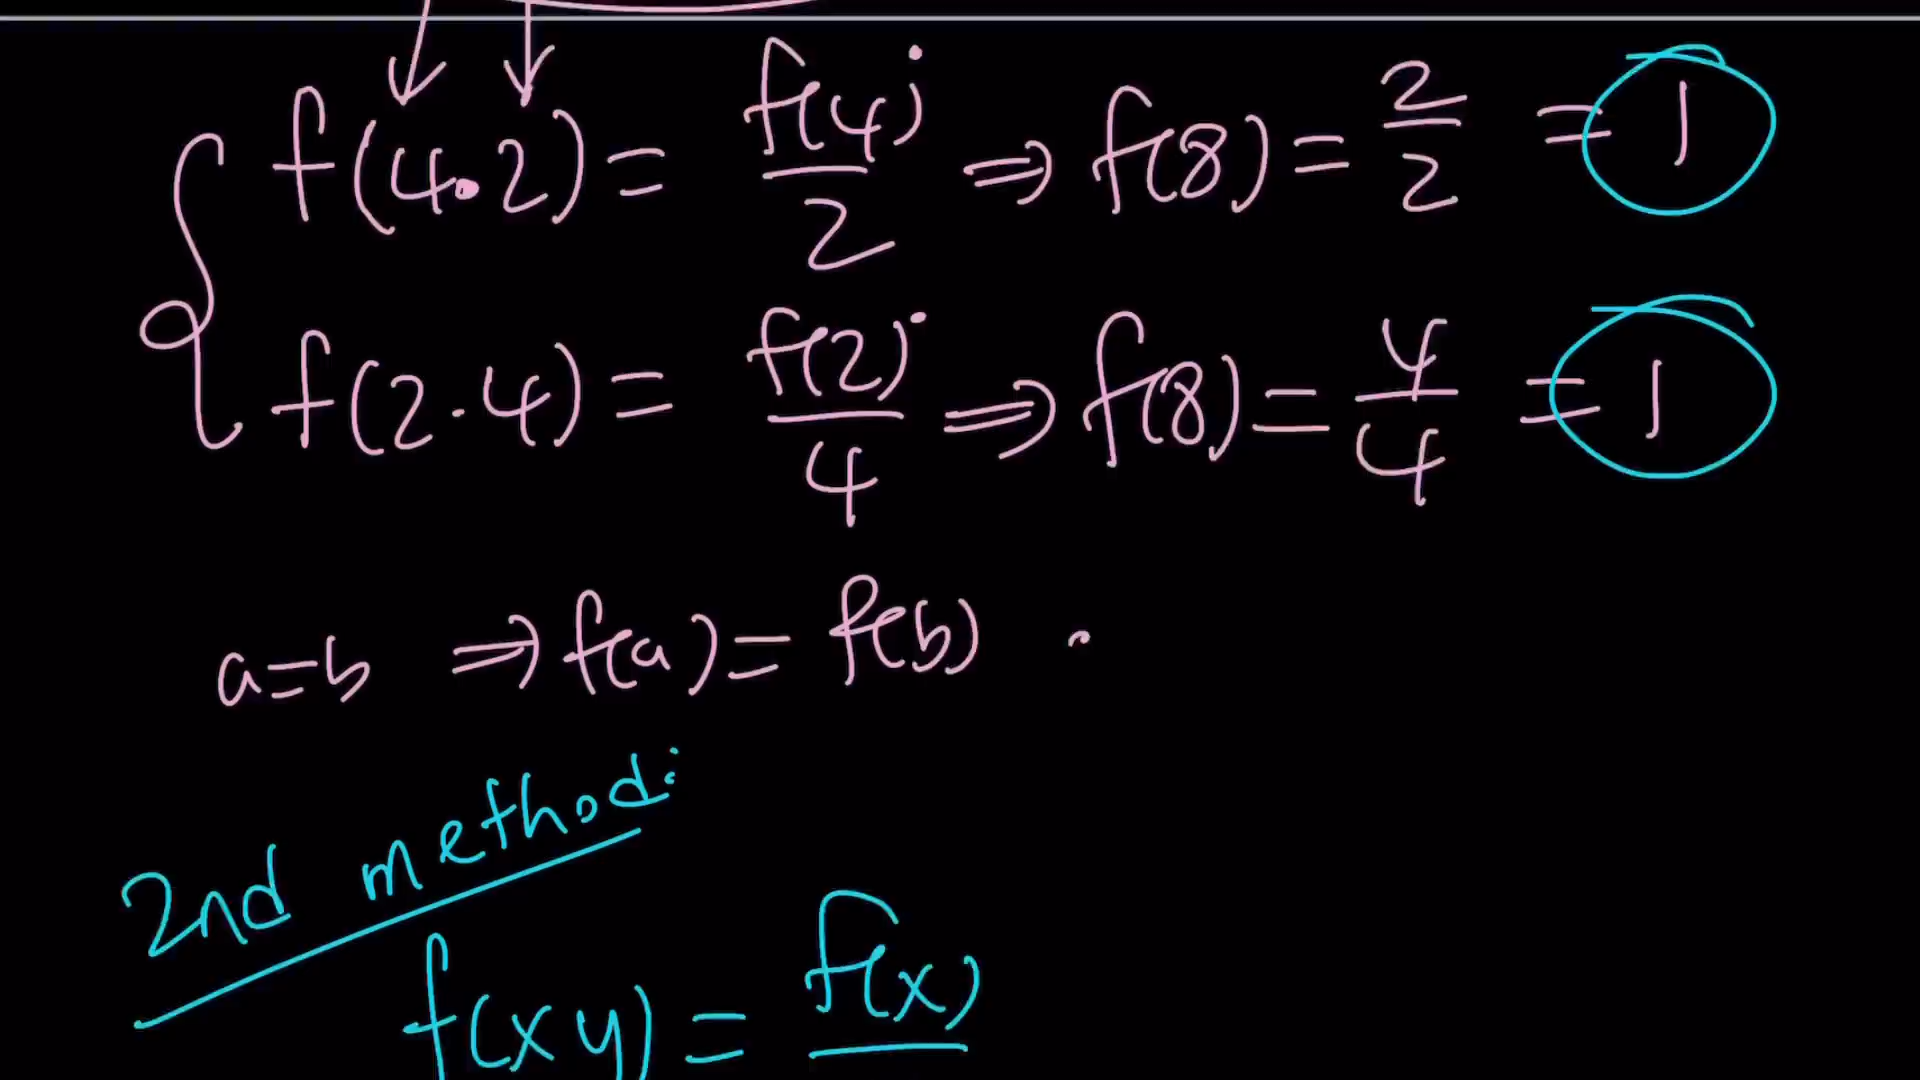 f(4·2) = f(4)/2 ⇒ f(8) = 2/2 = 1
f(2·4) = f(2)/4 ⇒ f(8) = 4/4 = 1
a=b ⇒ f(a) = f(b) .
2nd method:
f(xy) = f(x)